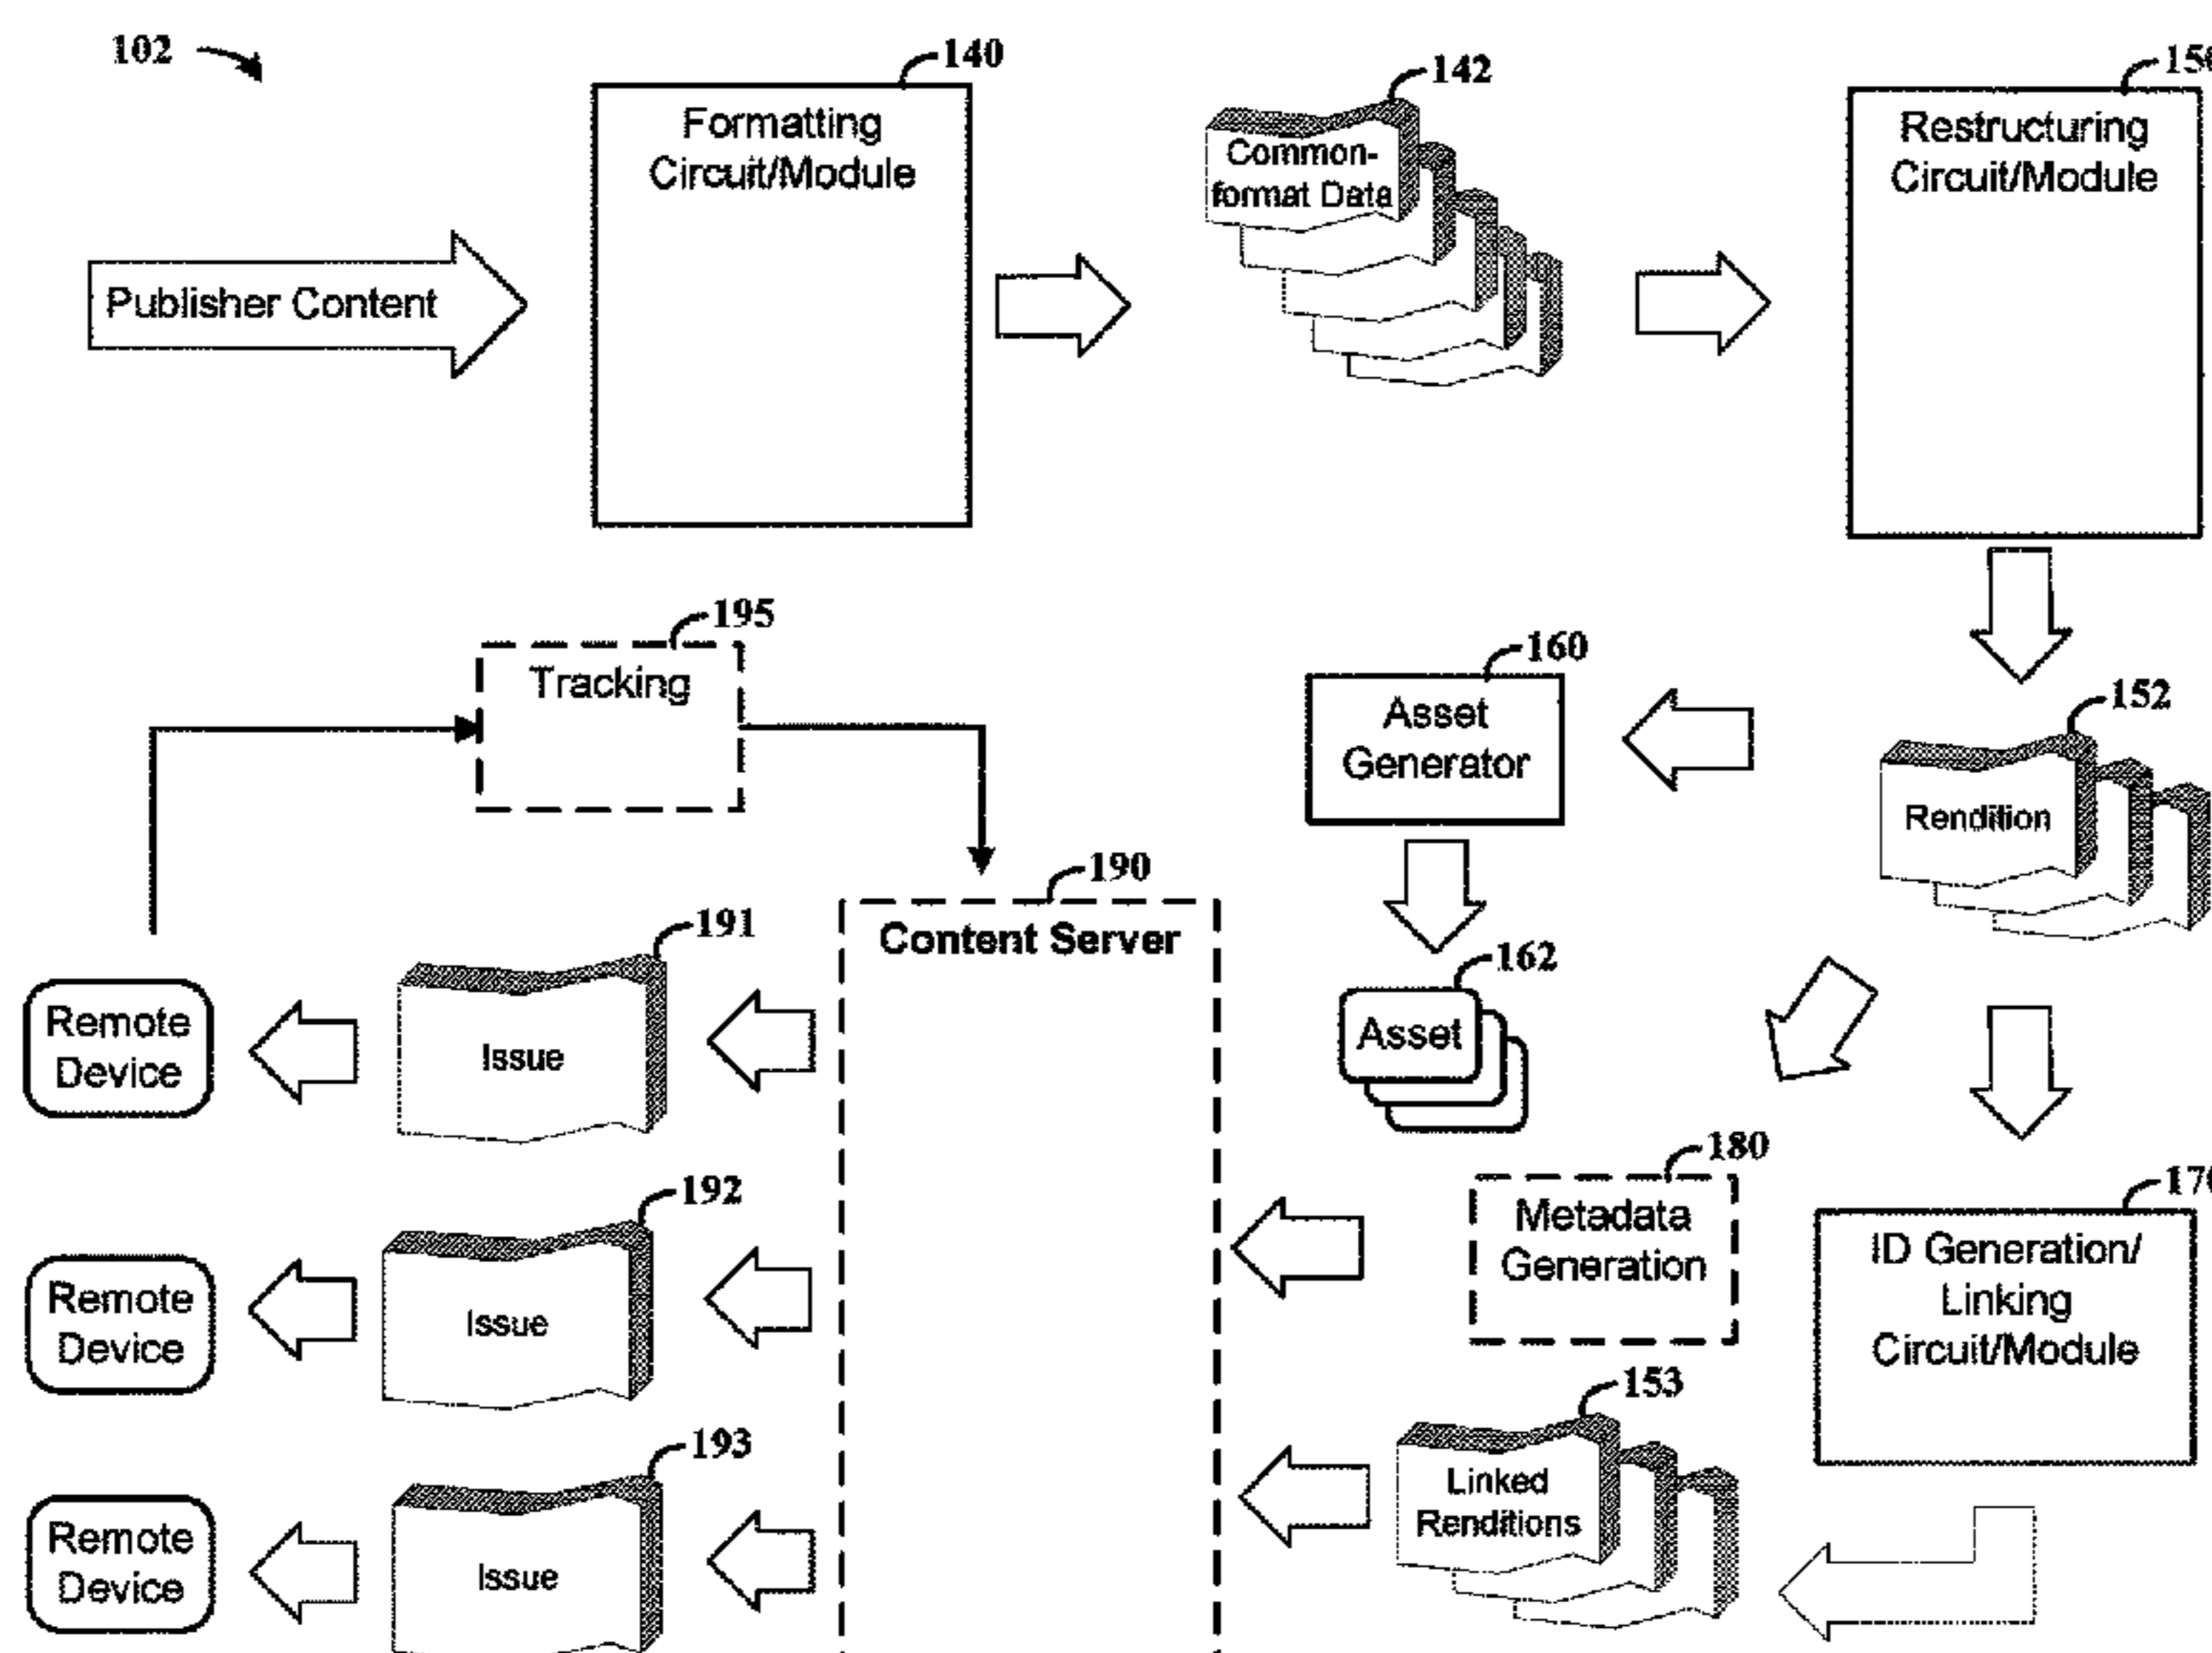 102
140
142
150
Formatting
Circuit/Module
Common-
format Data
Restructuring
Circuit/Module
Publisher Content
195
Tracking
160
Asset
Generator
152
Rendition
190
Content Server
191
Issue
Remote
Device
162
Asset
180
Metadata
Generation
170
ID Generation/
Linking
Circuit/Module
192
Issue
Remote
Device
153
Linked
Renditions
193
Issue
Remote
Device